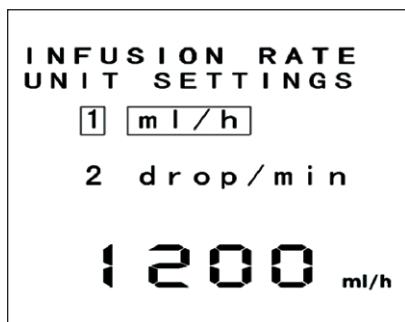 INFUSION RATE
UNIT SETTINGS
1 ml/h
2 drop/min
1200 ml/h